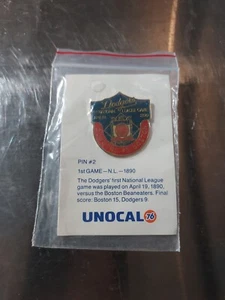 Dodgers
PIN #2
1st GAME -- N.L. -- 1890
The Dodgers' first National League
game was played on April 19, 1890,
versus the Boston Beaneaters. Final
score: Boston 15, Dodgers 9.
UNOCAL 76